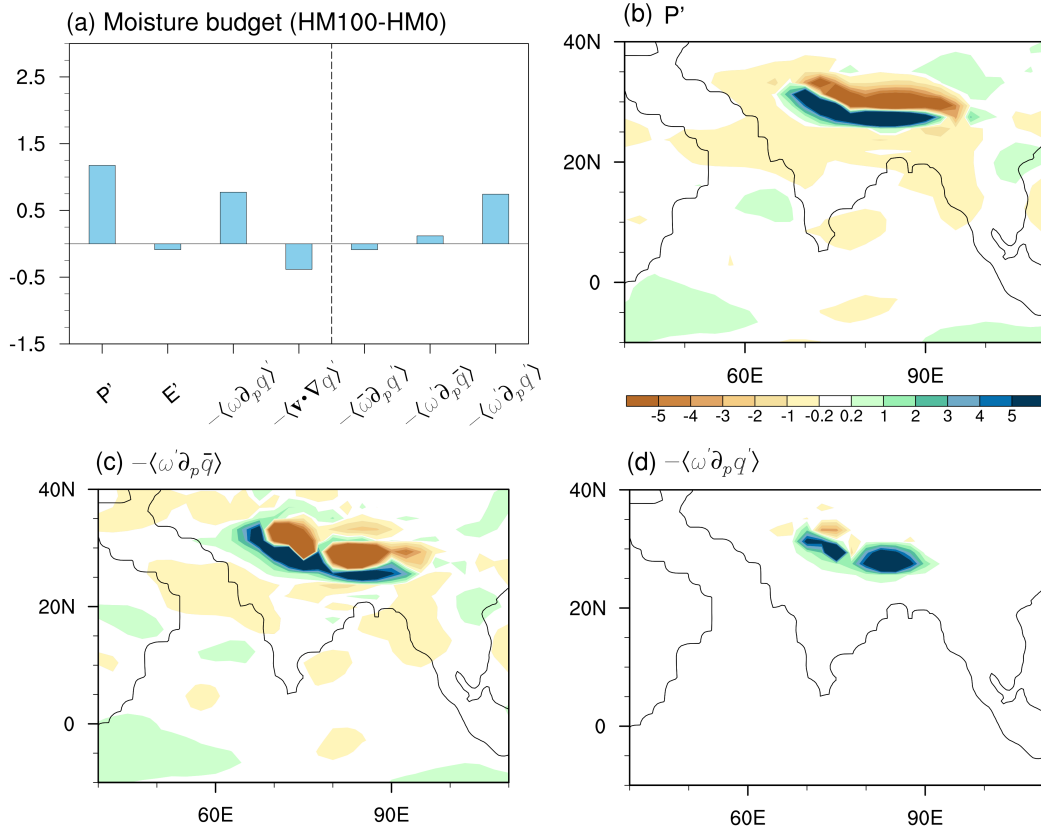 (a) Moisture budget (HM100-HM0)
2.5
1.5
0.5
-0.5
-1.5
P'
E'
−⟨ω∂ₚq⟩'
−⟨𝐯•∇q⟩'
−⟨ω̄∂ₚq'⟩
−⟨ω'∂ₚq̄⟩
−⟨ω'∂ₚq'⟩
(b) P'
40N
20N
0
60E 90E
-5 -4 -3 -2 -1 -0.2 0.2 1 2 3 4 5
(c) −⟨ω'∂ₚq̄⟩
40N
20N
0
60E 90E
(d) −⟨ω'∂ₚq'⟩
40N
20N
0
60E 90E